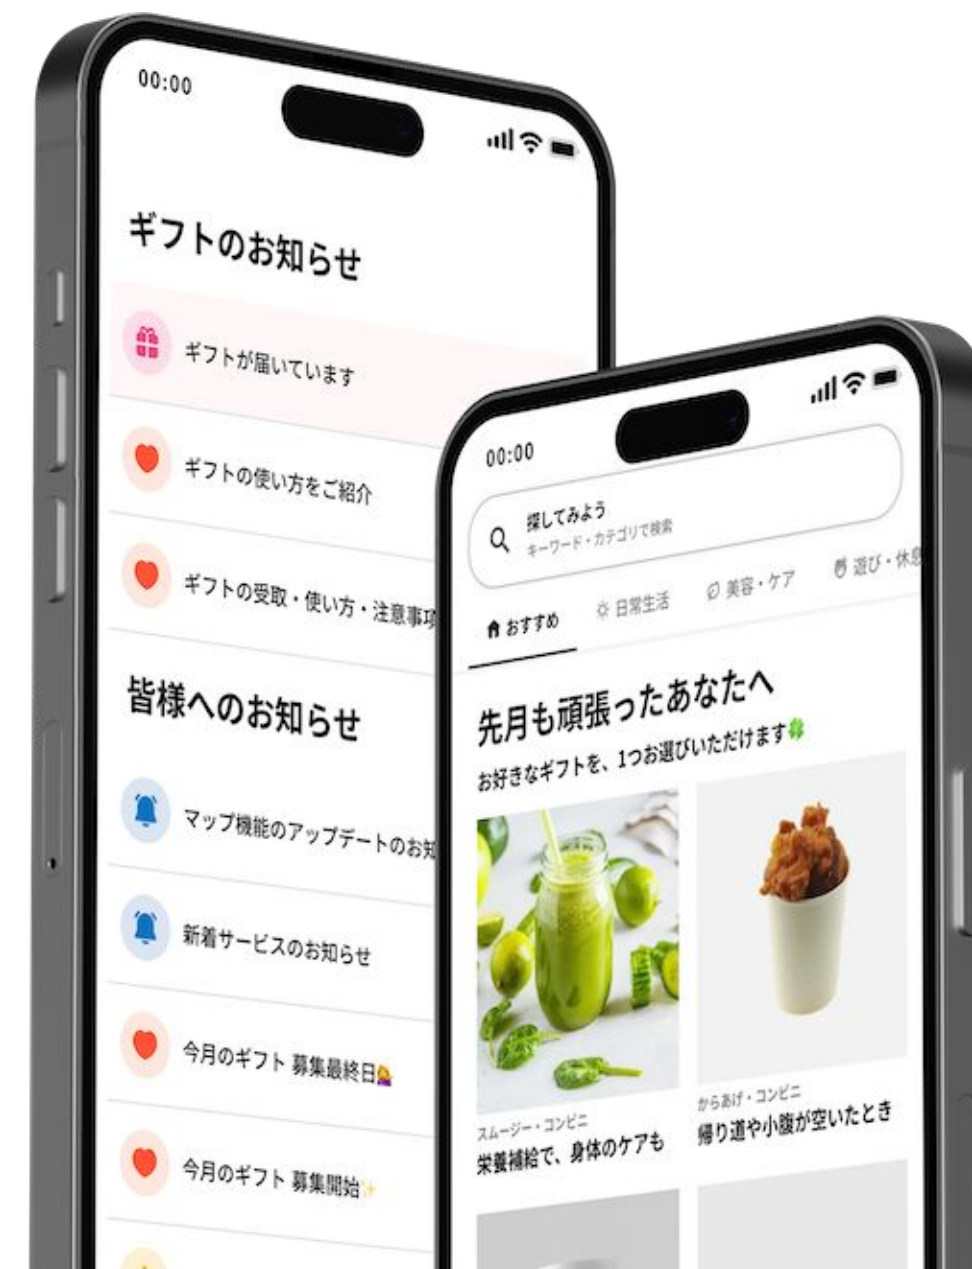 00:00
ギフトのお知らせ
ギフトが届いています
ギフトの使い方をご紹介
ギフトの受取・使い方・注意事項
皆様へのお知らせ
マップ機能のアップデートのお知
新着サービスのお知らせ
今月のギフト 募集最終日💁‍♀️
今月のギフト 募集開始✨
00:00
探してみよう
キーワード・カテゴリで検索
おすすめ 日常生活 美容・ケア 遊び・休息
先月も頑張ったあなたへ
お好きなギフトを、1つお選びいただけます🍀
スムージー・コンビニ
栄養補給で、身体のケアも
からあげ・コンビニ
帰り道や小腹が空いたとき